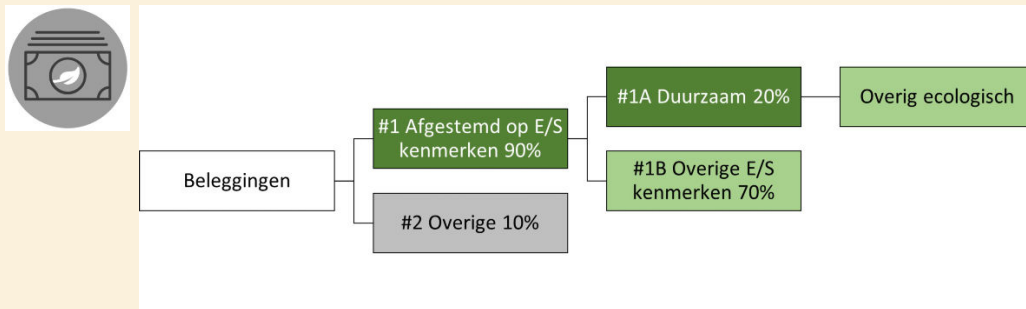 Beleggingen
#1 Afgestemd op E/S
kenmerken 90%
#2 Overige 10%
#1A Duurzaam 20%
#1B Overige E/S
kenmerken 70%
Overig ecologisch